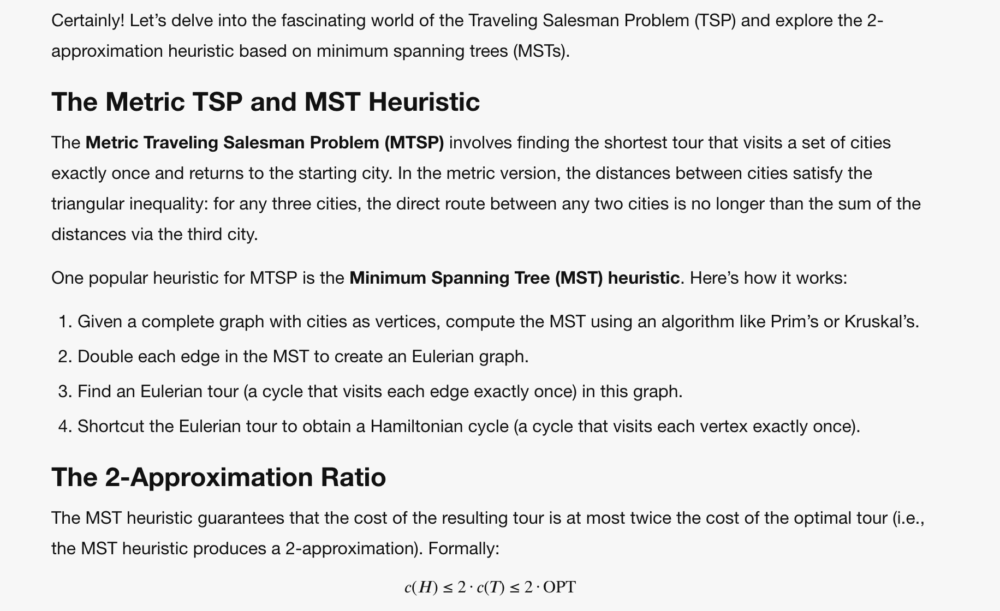 Certainly! Let’s delve into the fascinating world of the Traveling Salesman Problem (TSP) and explore the 2-
approximation heuristic based on minimum spanning trees (MSTs).
The Metric TSP and MST Heuristic
The Metric Traveling Salesman Problem (MTSP) involves finding the shortest tour that visits a set of cities
exactly once and returns to the starting city. In the metric version, the distances between cities satisfy the
triangular inequality: for any three cities, the direct route between any two cities is no longer than the sum of the
distances via the third city.
One popular heuristic for MTSP is the Minimum Spanning Tree (MST) heuristic. Here’s how it works:
1. Given a complete graph with cities as vertices, compute the MST using an algorithm like Prim’s or Kruskal’s.
2. Double each edge in the MST to create an Eulerian graph.
3. Find an Eulerian tour (a cycle that visits each edge exactly once) in this graph.
4. Shortcut the Eulerian tour to obtain a Hamiltonian cycle (a cycle that visits each vertex exactly once).
The 2-Approximation Ratio
The MST heuristic guarantees that the cost of the resulting tour is at most twice the cost of the optimal tour (i.e.,
the MST heuristic produces a 2-approximation). Formally:
c(H) ≤ 2 · c(T) ≤ 2 · OPT